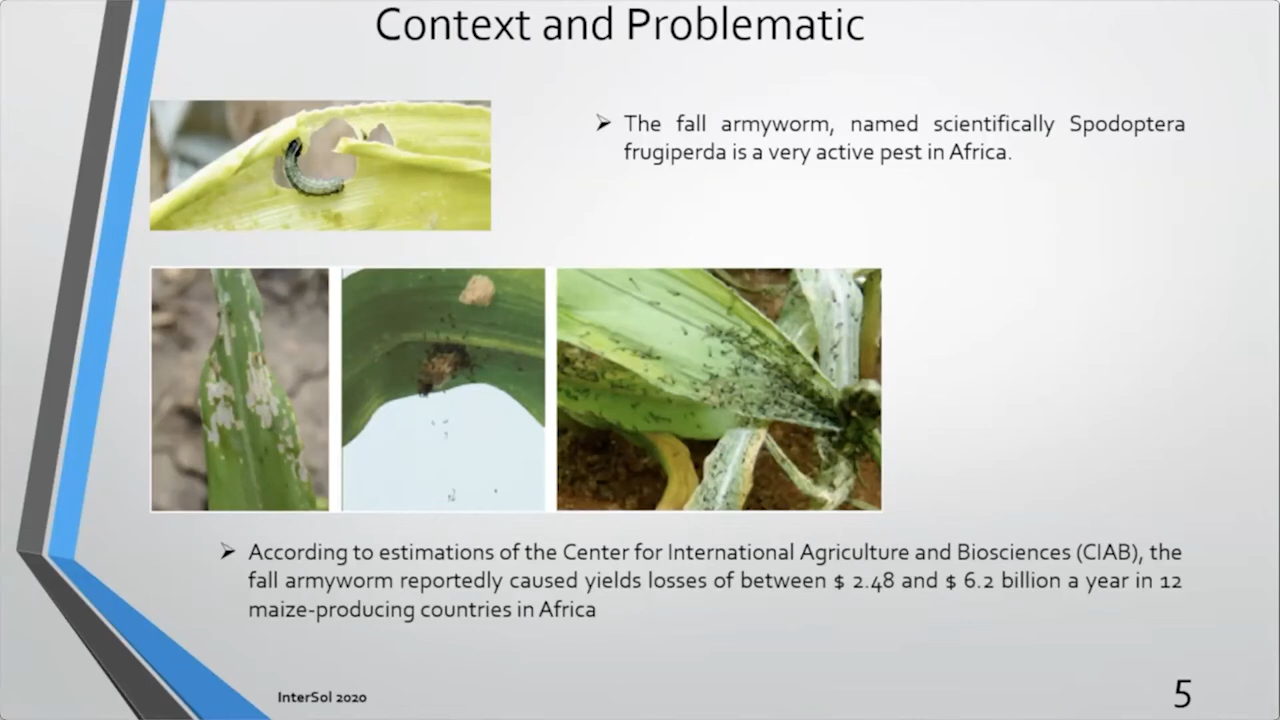 Context and Problematic
➢ The fall armyworm, named scientifically Spodoptera
frugiperda is a very active pest in Africa.
➢ According to estimations of the Center for International Agriculture and Biosciences (CIAB), the
fall armyworm reportedly caused yields losses of between $ 2.48 and $ 6.2 billion a year in 12
maize-producing countries in Africa
InterSol 2020
5